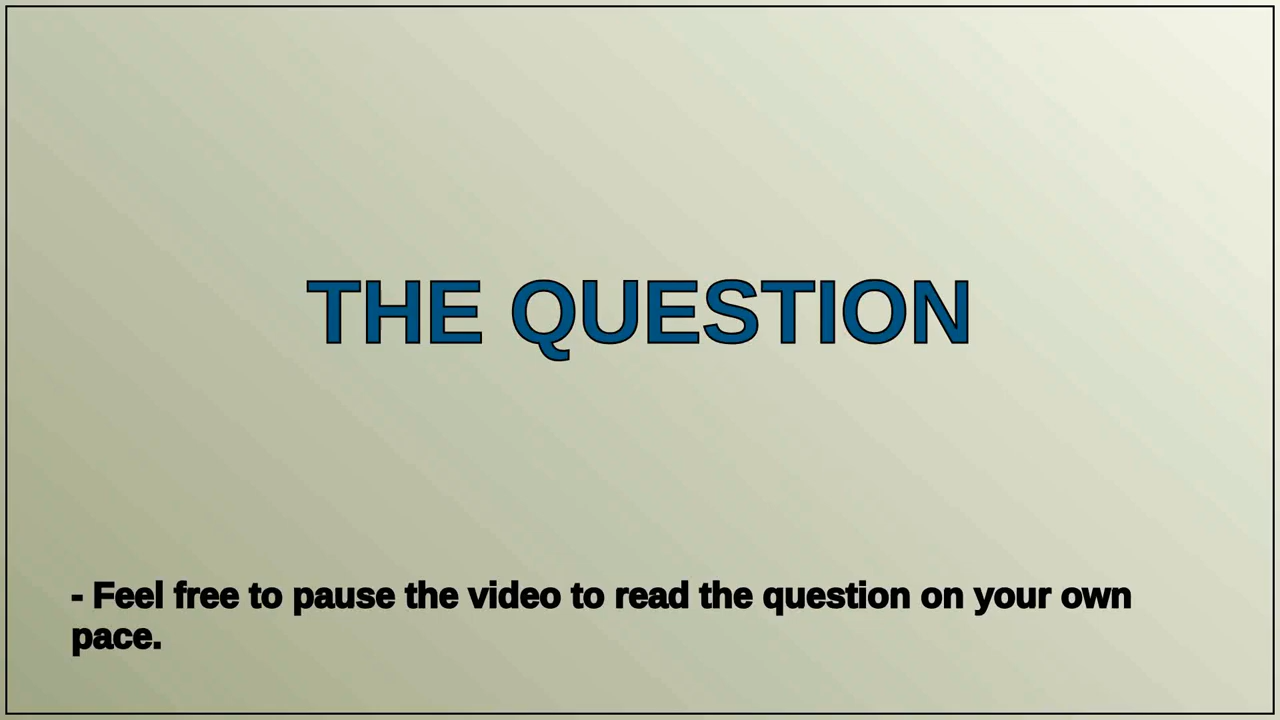 THE QUESTION
- Feel free to pause the video to read the question on your own
pace.